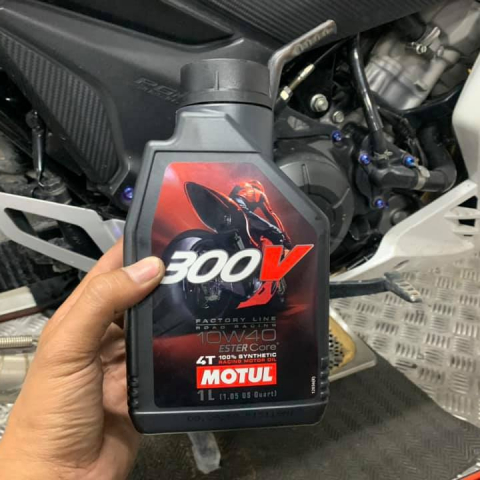 300V
FACTORY LINE
ROAD RACING
10W40
ESTER Core®
4T 100% SYNTHETIC
RACING MOTOR OIL
MOTUL
1L (1.05 US Quart)